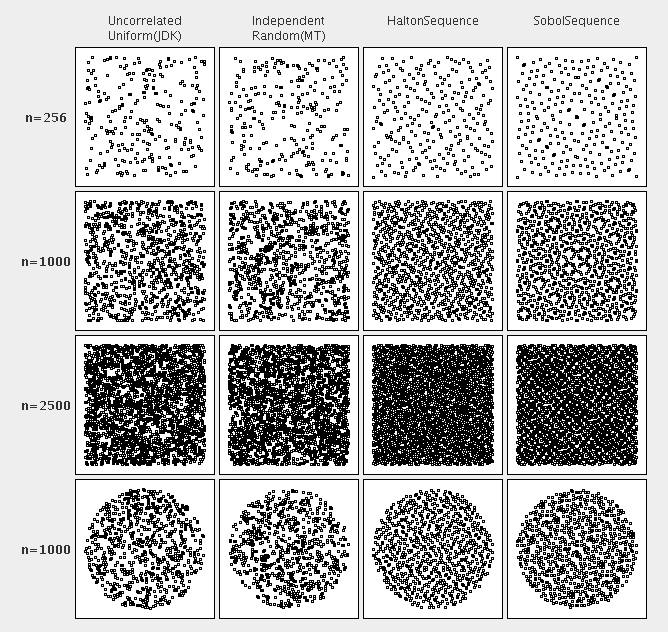 Uncorrelated
Uniform(JDK)
Independent
Random(MT)
HaltonSequence
SobolSequence
n=256
n=1000
n=2500
n=1000